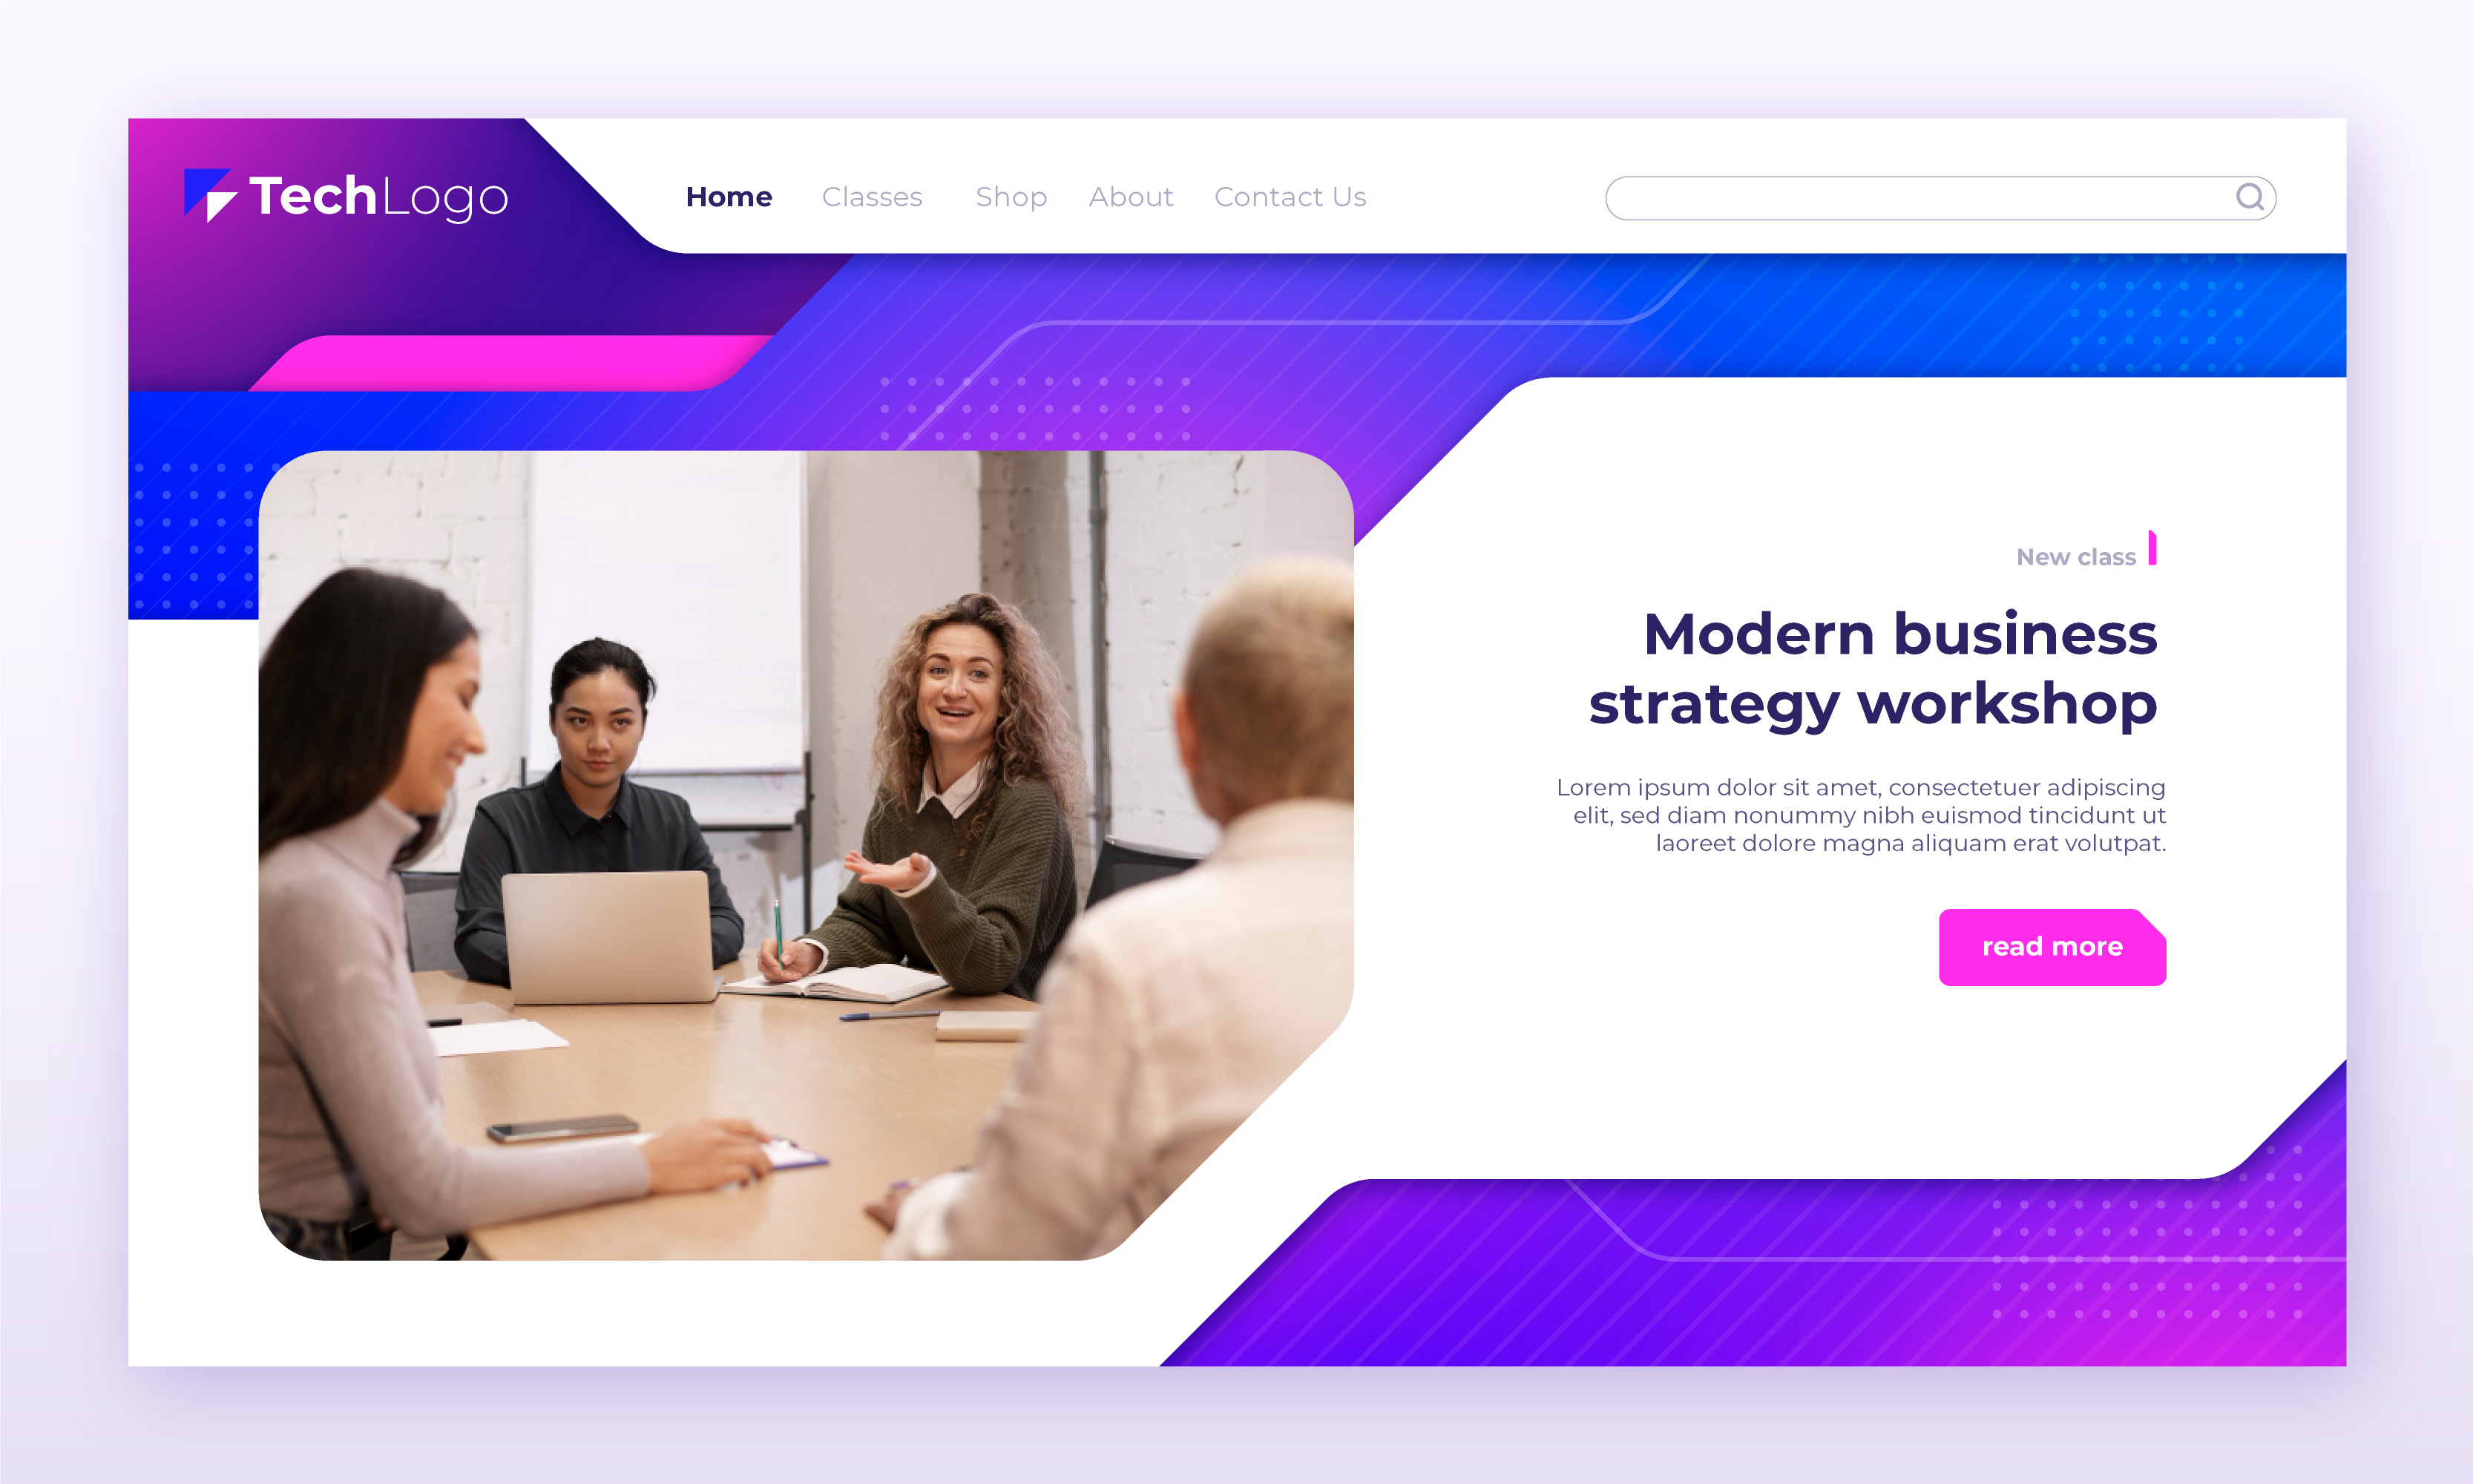 TechLogo
Home Classes Shop About Contact Us
New class
Modern business
strategy workshop
Lorem ipsum dolor sit amet, consectetuer adipiscing
elit, sed diam nonummy nibh euismod tincidunt ut
laoreet dolore magna aliquam erat volutpat.
read more